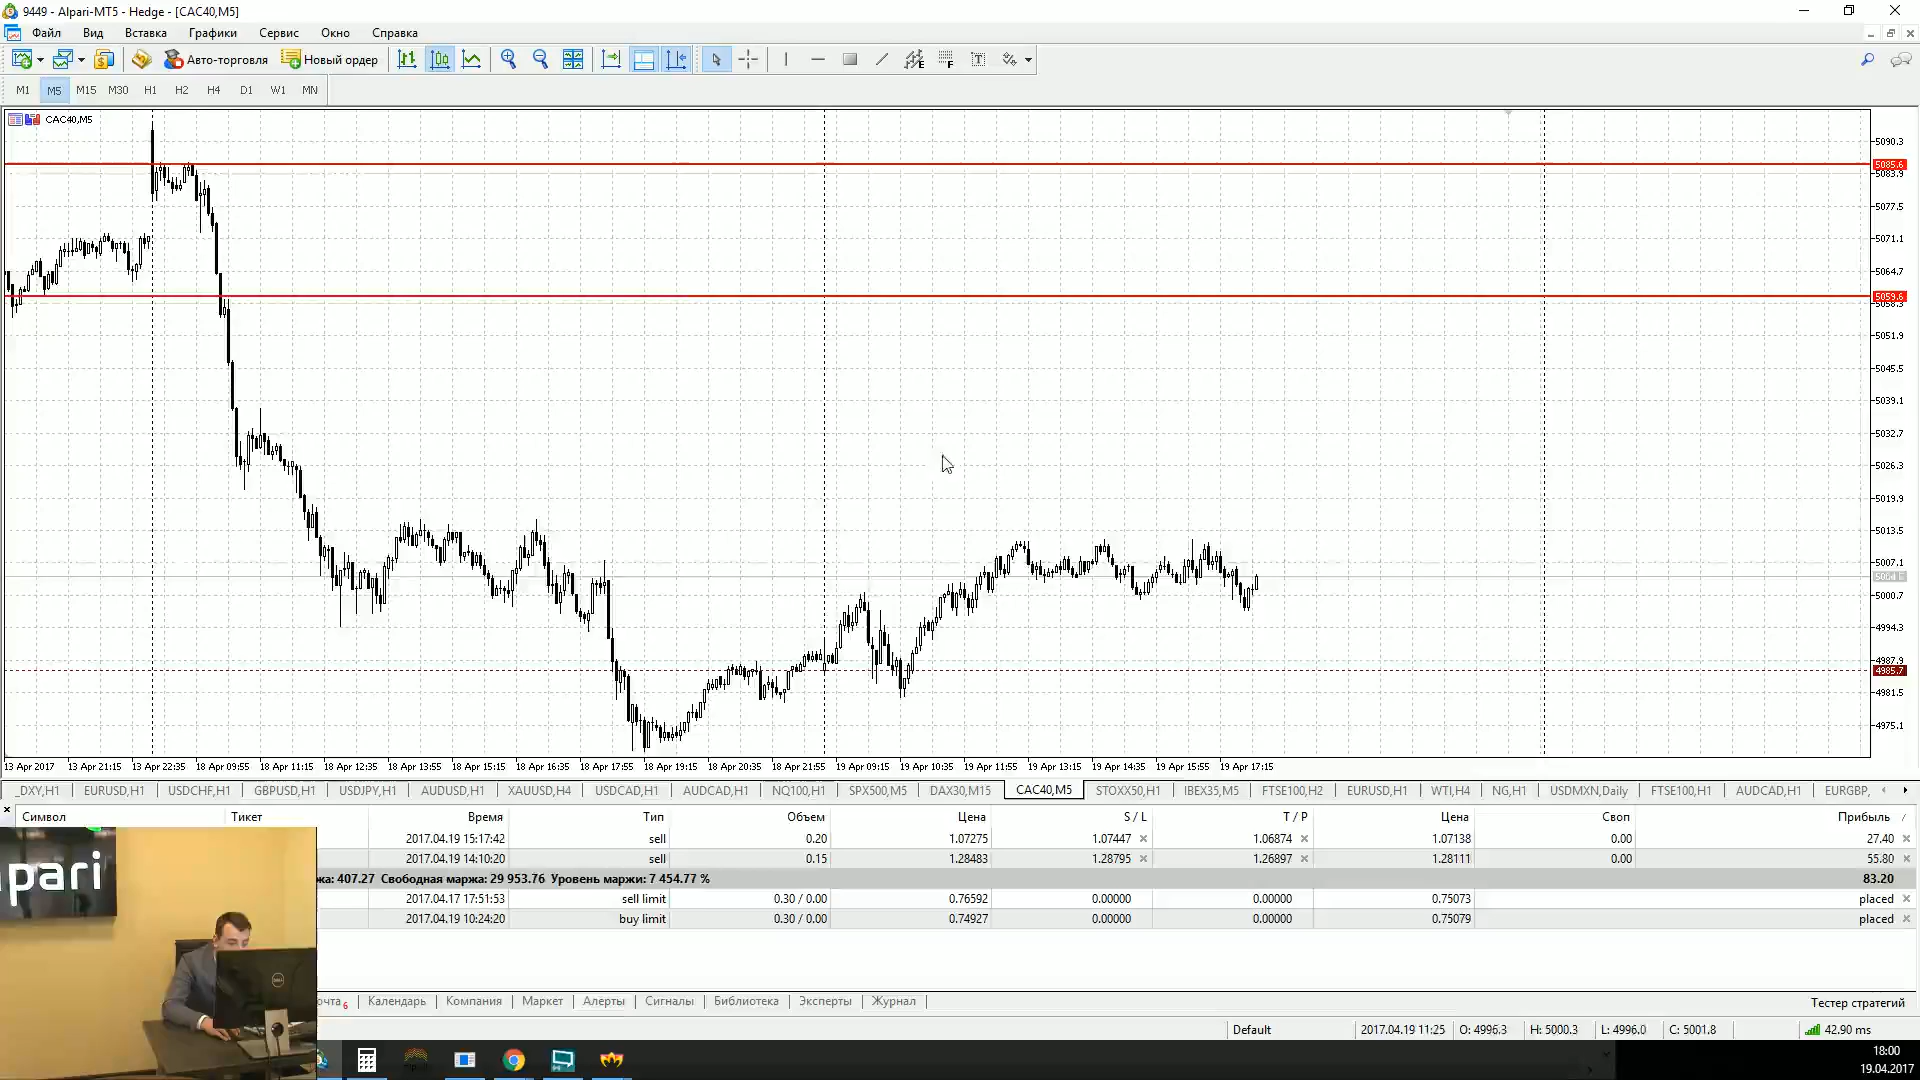 9449 - Alpari-MT5 - Hedge - [CAC40,M5]
Файл Вид Вставка Графики Сервис Окно Справка
Авто-торговля Новый ордер
M1 M5 M15 M30 H1 H2 H4 D1 W1 MN
CAC40,M5
5090.3
5085.6
5083.9
5077.5
5071.1
5064.7
5059.6
5051.9
5045.5
5039.1
5032.7
5026.3
5019.9
5013.5
5007.1
5000.7
4994.3
4987.9
4985.7
4981.5
4975.1
13 Apr 2017 13 Apr 21:15 13 Apr 22:35 18 Apr 09:55 18 Apr 11:15 18 Apr 12:35 18 Apr 13:55 18 Apr 15:15 18 Apr 16:35 18 Apr 17:55 18 Apr 19:15 18 Apr 20:35 18 Apr 21:55 19 Apr 09:15 19 Apr 10:35 19 Apr 11:55 19 Apr 13:15 19 Apr 14:35 19 Apr 15:55 19 Apr 17:15
_DXY,H1 EURUSD,H1 USDCHF,H1 GBPUSD,H1 USDJPY,H1 AUDUSD,H1 XAUUSD,H4 USDCAD,H1 AUDCAD,H1 NQ100,H1 SPX500,M5 DAX30,M15 CAC40,M5 STOXX50,H1 IBEX35,M5 FTSE100,H2 EURUSD,H1 WTI,H4 NG,H1 USDMXN,Daily FTSE100,H1 AUDCAD,H1 EURGBP,
Символ Тикет Время Тип Объем Цена S / L T / P Цена Своп Прибыль
2017.04.19 15:17:42 sell 0.20 1.07275 1.07447 1.06874 1.07138 0.00 27.40
2017.04.19 14:10:20 sell 0.15 1.28483 1.28795 1.26897 1.28111 0.00 55.80
жа: 407.27 Свободная маржа: 29 953.76 Уровень маржи: 7 454.77 % 83.20
2017.04.17 17:51:53 sell limit 0.30 / 0.00 0.76592 0.00000 0.00000 0.75073 placed
2017.04.19 10:24:20 buy limit 0.30 / 0.00 0.74927 0.00000 0.00000 0.75079 placed
pari
очта 6 Календарь Компания Маркет Алерты Сигналы Библиотека Эксперты Журнал
Тестер стратегий
Default 2017.04.19 11:25 O: 4996.3 H: 5000.3 L: 4996.0 C: 5001.8 42.90 ms
18:00
19.04.2017